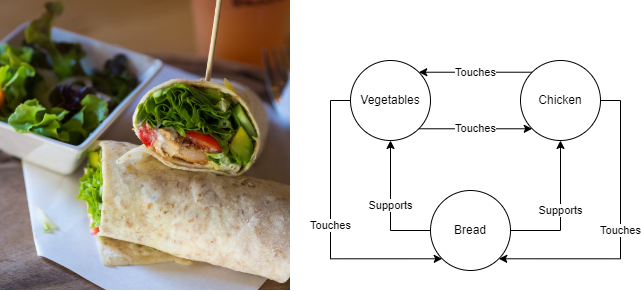 Touches
Vegetables
Chicken
Touches
Supports
Supports
Touches
Bread
Touches